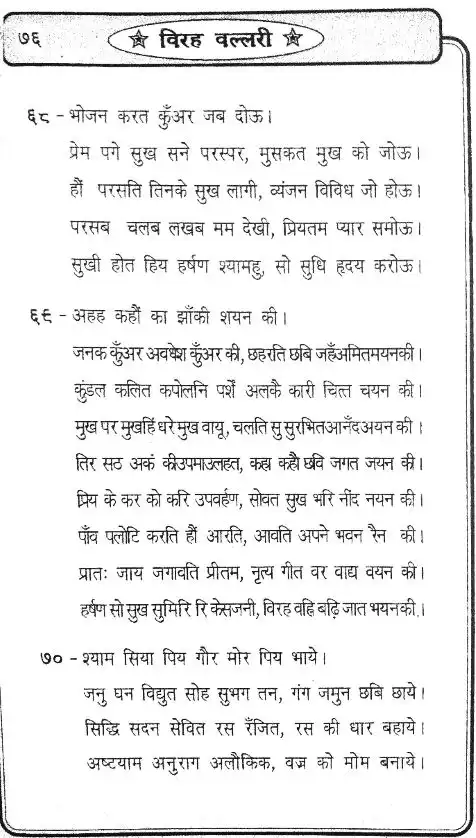 ७६
विरह वल्लरी
६८ - भोजन करत कुँअर जब दोऊ।
प्रेम पगे सुख सने परस्पर, मुसकत मुख को जोऊ।
हौं परसति तिनके सुख लागी, व्यंजन विविध जो होऊ।
परसब चलब लखब मम देखी, प्रियतम प्यार समोऊ।
सुखी होत हिय हर्षण श्यामहु, सो सुधि हृदय करोऊ।
६९ - अहह कहौं का झाँकी शयन की।
जनक कुँअर अवधेश कुँअर की, छहरति छबि जहँअमितमयनकी।
कुंडल कलित कपोलनि पर्शें अलकै कारी चित्त चयन की।
मुख पर मुखहिं धरे मुख वायू, चलति सु सुरभितआनँदअयन की।
तिर सठ अकं कीउपमाउलहत, कहा कहौ छवि जगत जयन की।
प्रिय के कर को करि उपवर्हण, सोवत सुख भरि नींद नयन की।
पाँव पलोटि करति हौं आरति, आवति अपने भवन रैन की।
प्रातः जाय जगावति प्रीतम, नृत्य गीत वर वाद्य वयन की।
हर्षण सो सुख सुमिरि रि केसजनी, विरह वह्नि बढ़ि जात भयनकी।
७० - श्याम सिया पिय गौर मोर पिय भाये।
जनु घन विद्युत सोह सुभग तन, गंग जमुन छबि छाये।
सिद्धि सदन सेवित रस रँजित, रस की धार बहाये।
अष्टयाम अनुराग अलौकिक, वज्र को मोम बनाये।